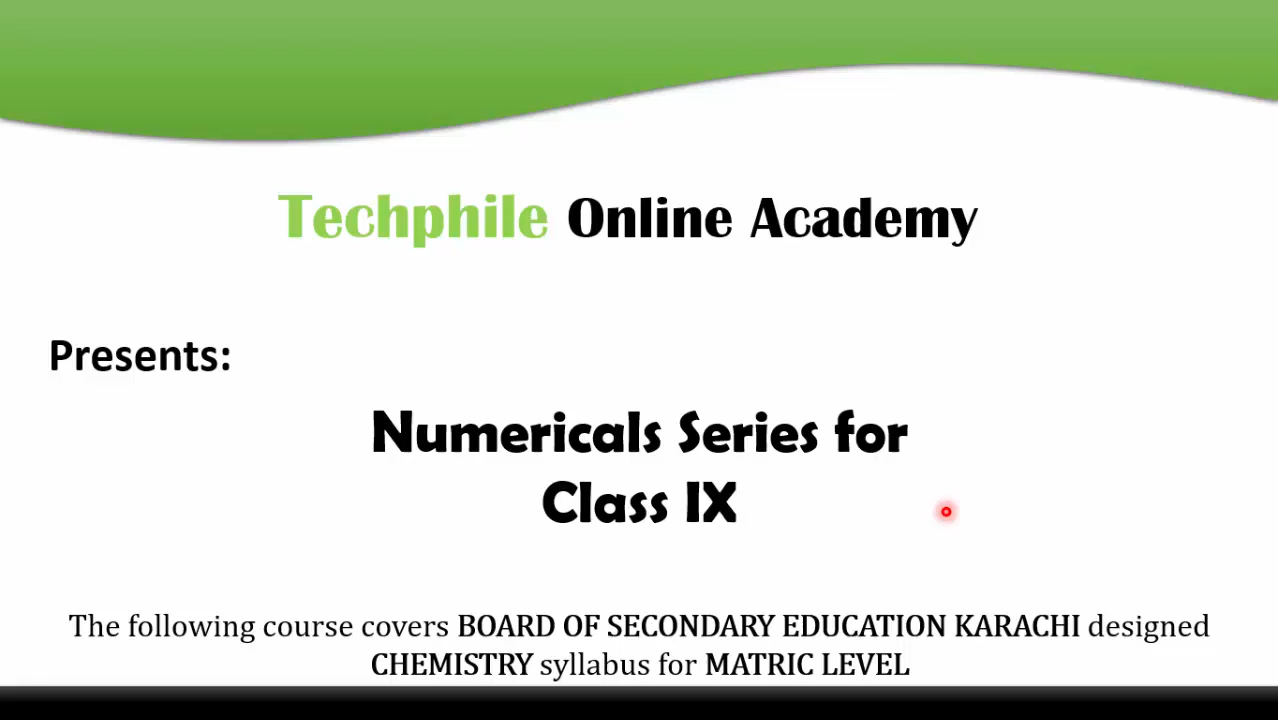 Techphile Online Academy
Presents:
Numericals Series for
Class IX
The following course covers BOARD OF SECONDARY EDUCATION KARACHI designed
CHEMISTRY syllabus for MATRIC LEVEL